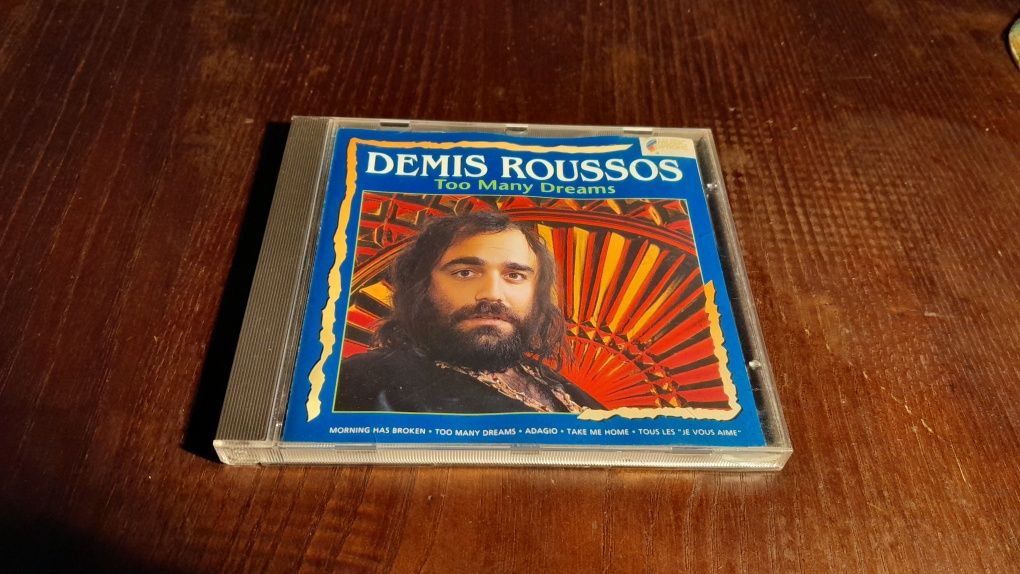 DEMIS ROUSSOS
Too Many Dreams
MORNING HAS BROKEN • TOO MANY DREAMS • ADAGIO • TAKE ME HOME • TOUS LES "JE VOUS AIME"